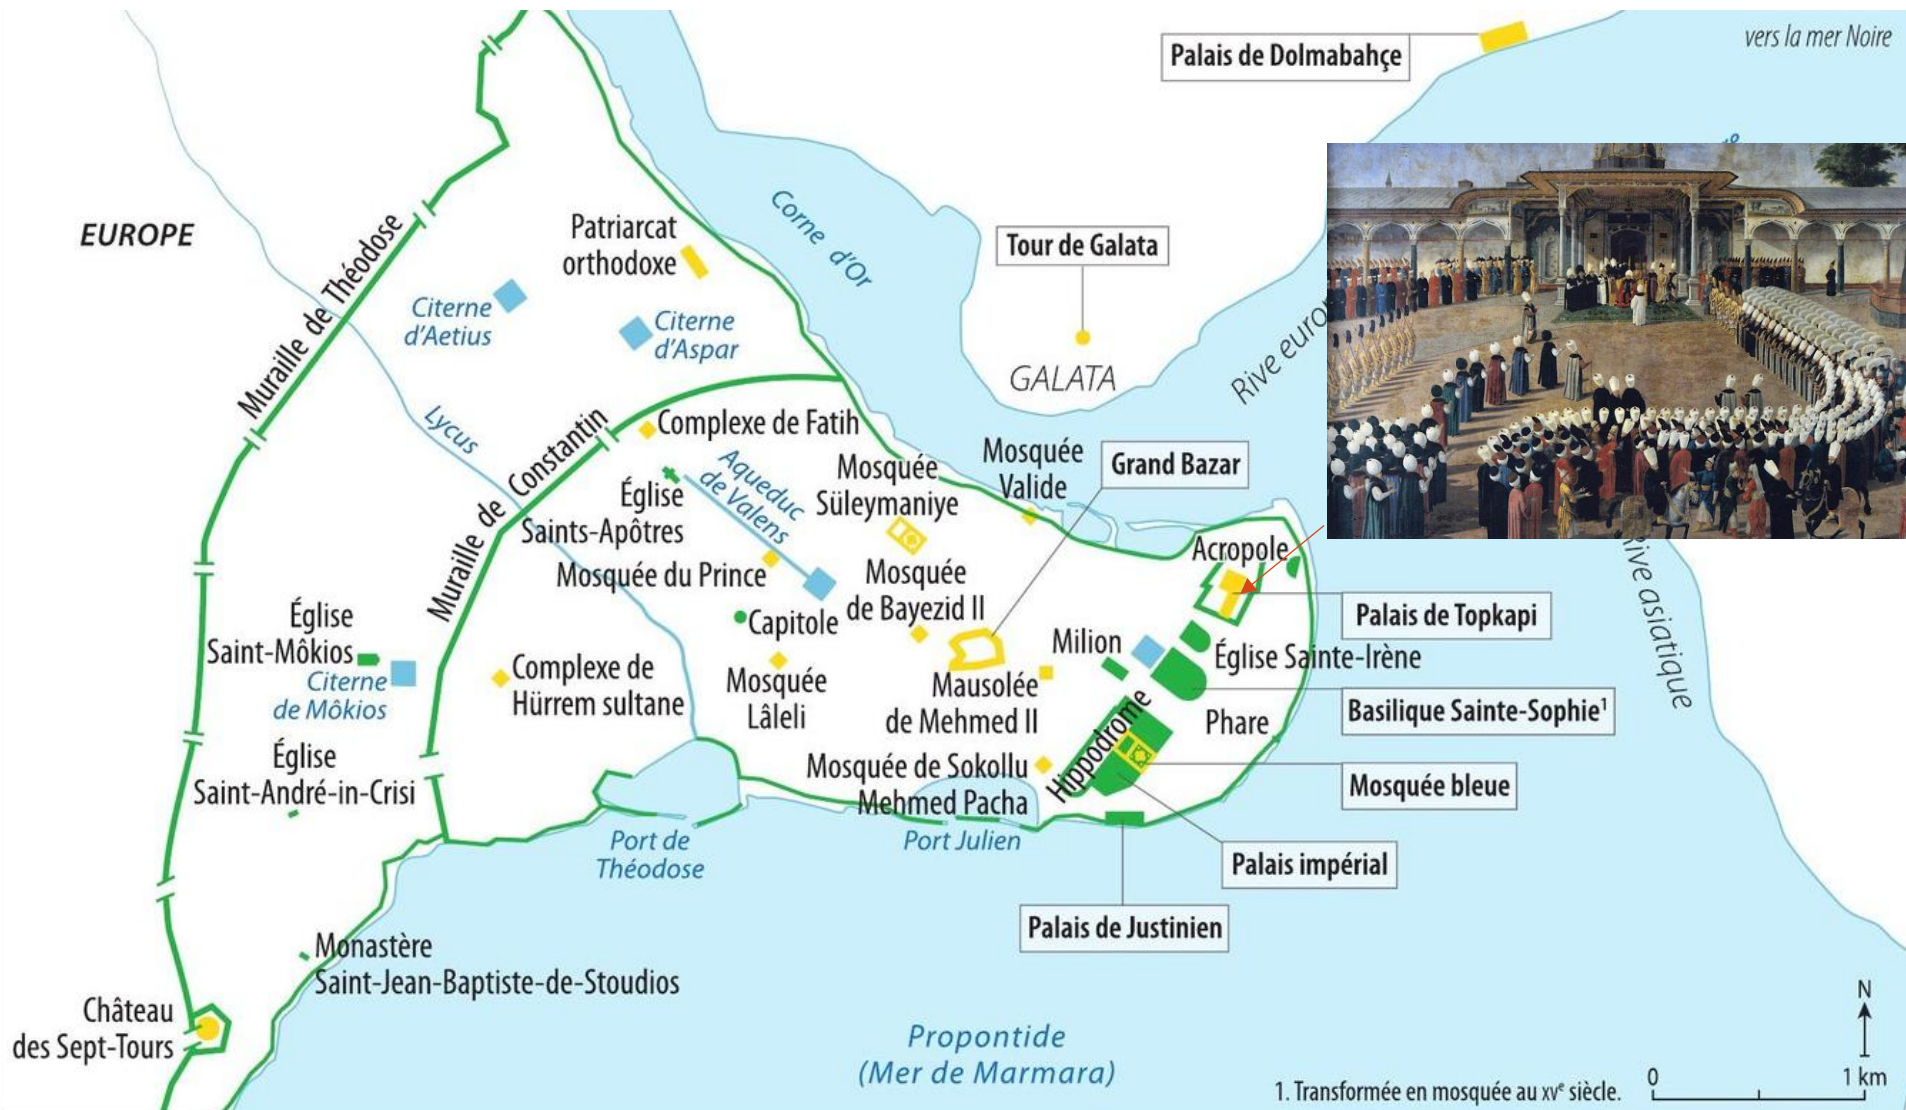 Palais de Dolmabahçe
vers la mer Noire
EUROPE
Muraille de Théodose
Patriarcat
orthodoxe
Corne d'Or
Tour de Galata
Citerne
d'Aetius
Citerne
d'Aspar
GALATA
Rive
Lycus
Muraille de Constantin
Complexe de Fatih
Aqueduc
de Valens
Mosquée
Süleymaniye
Mosquée
Valide
Grand Bazar
Église
Saints-Apôtres
Acropole
Mosquée du Prince
Mosquée
de Bayezid II
Palais de Topkapi
Rive asiatique
Église
Saint-Môkios
Capitole
Milion
Église Sainte-Irène
Citerne
de Môkios
Complexe de
Hürrem sultane
Mosquée
Lâleli
Mausolée
de Mehmed II
Basilique Sainte-Sophie¹
Phare
Hippodrome
Église
Saint-André-in-Crisi
Mosquée de Sokollu
Mehmed Pacha
Mosquée bleue
Port de
Théodose
Port Julien
Palais impérial
Palais de Justinien
Monastère
Saint-Jean-Baptiste-de-Stoudios
Château
des Sept-Tours
Propontide
(Mer de Marmara)
N
0
1 km
1. Transformée en mosquée au XVe siècle.